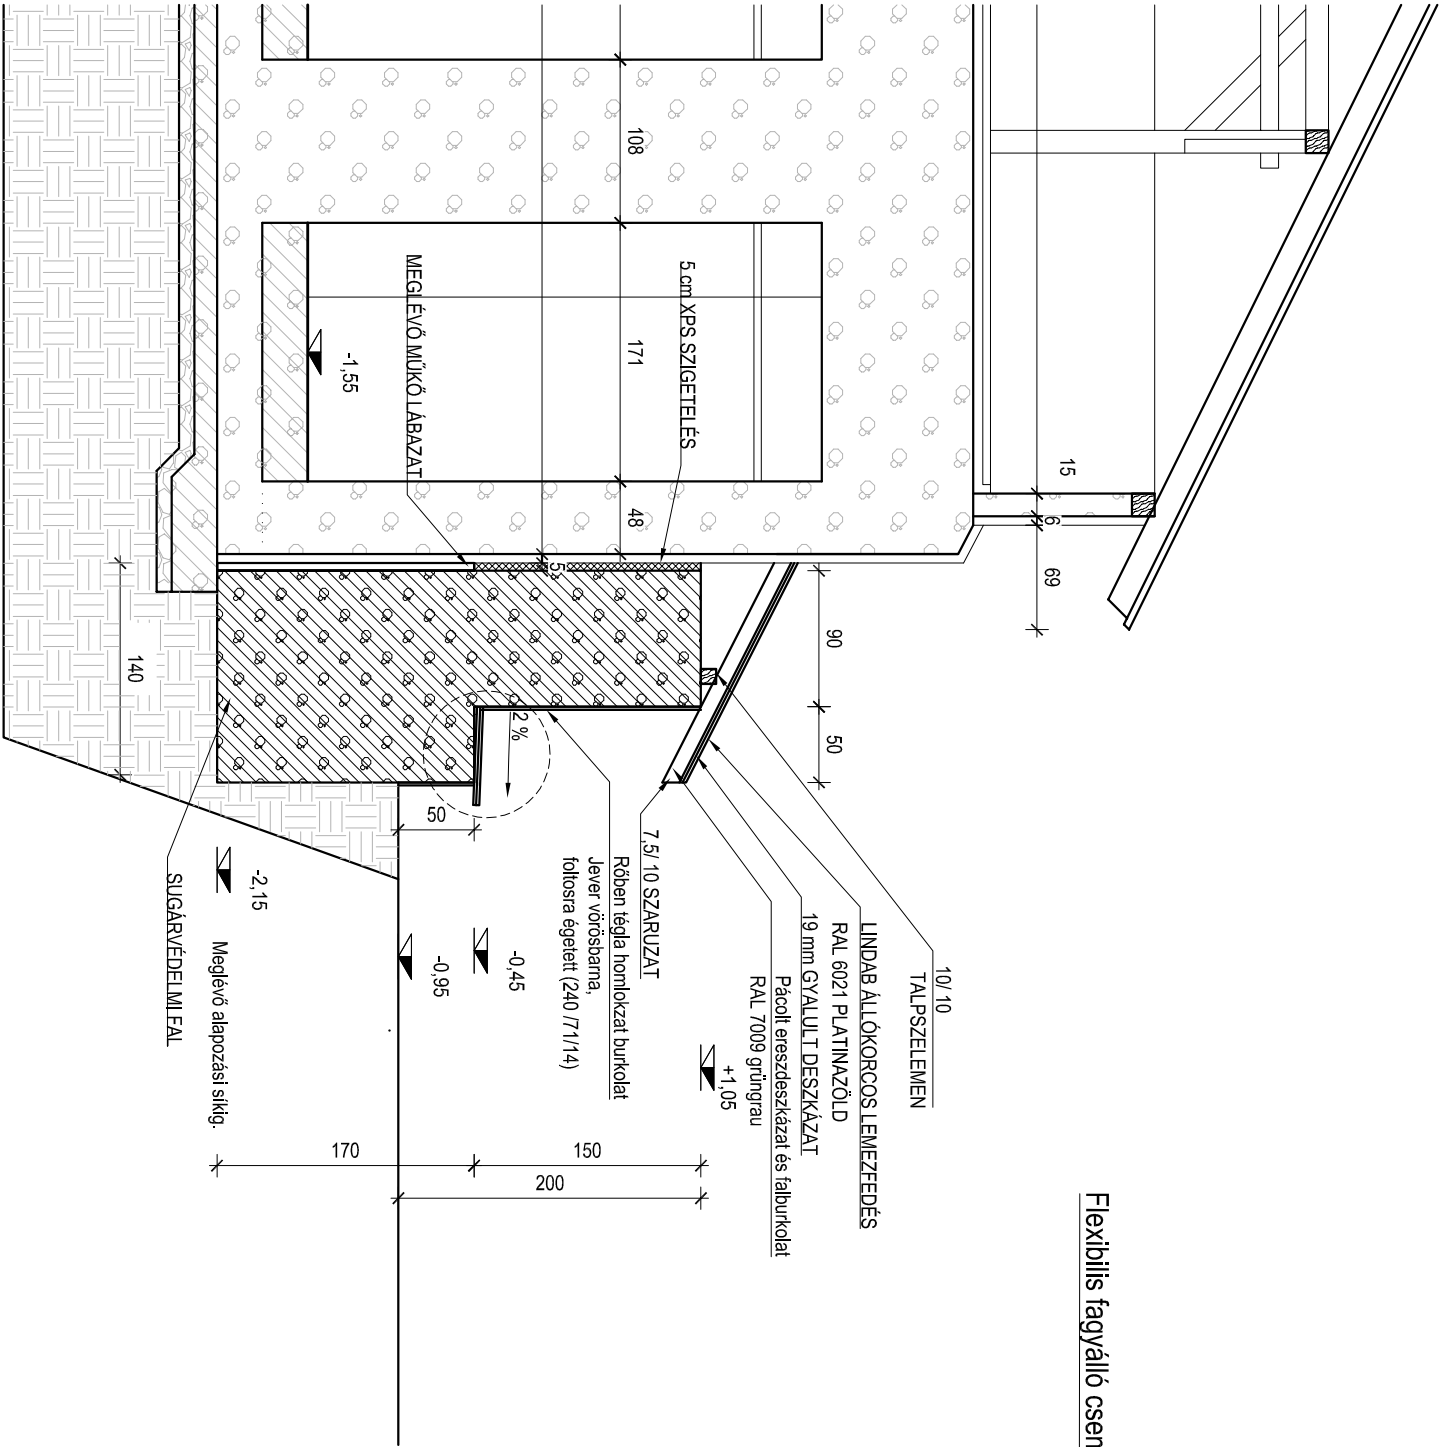 108
171
48
15
6
69
5
5 cm XPS SZIGETELÉS
MEGLÉVŐ MŰKŐ LÁBAZAT
-1,55
90
50
140
2 %
50
10/ 10
TALPSZELEMEN
LINDAB ÁLLÓKORCOS LEMEZFEDÉS
RAL 6021 PLATINAZÖLD
19 mm GYALULT DESZKÁZAT
Pácolt ereszdeszkázat és falburkolat
RAL 7009 grüngrau
7,5/ 10 SZARUZAT
Röben tégla homlokzat burkolat
Jever vörösbarna,
foltosra égetett (240 /71/14)
+1,05
-0,45
-0,95
-2,15
Meglévő alapozási síkig.
SUGÁRVÉDELMI FAL
170
150
200
Flexibilis fagyálló csem